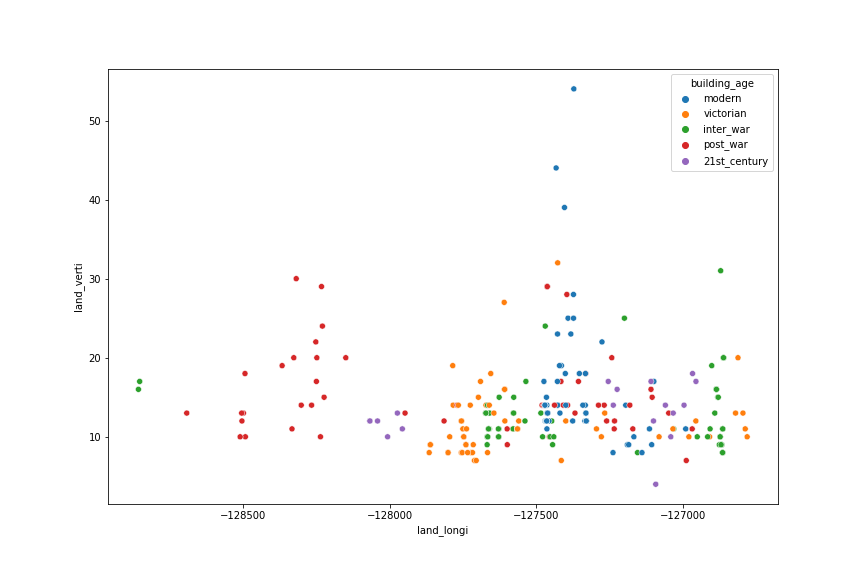 building_age
modern
victorian
inter_war
post_war
21st_century
land_verti
50
40
30
20
10
−128500
−128000
−127500
−127000
land_longi